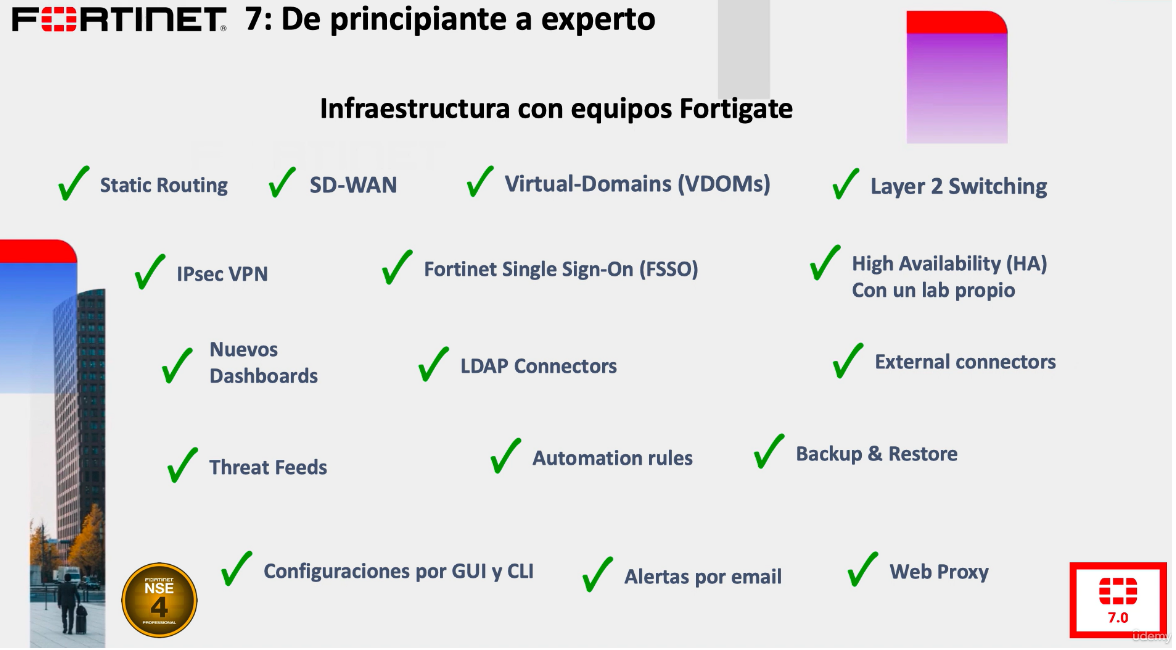 FORTINET® 7: De principiante a experto
Infraestructura con equipos Fortigate
Static Routing
SD-WAN
Virtual-Domains (VDOMs)
Layer 2 Switching
IPsec VPN
Fortinet Single Sign-On (FSSO)
High Availability (HA)
Con un lab propio
Nuevos
Dashboards
LDAP Connectors
External connectors
Threat Feeds
Automation rules
Backup & Restore
Configuraciones por GUI y CLI
Alertas por email
Web Proxy
FORTINET
NSE
4
PROFESSIONAL
7.0
udemy